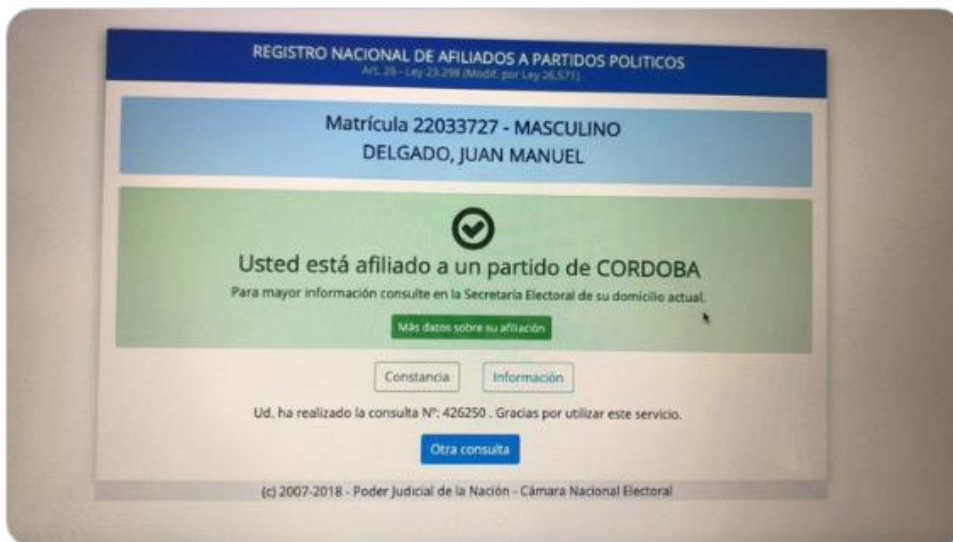 REGISTRO NACIONAL DE AFILIADOS A PARTIDOS POLITICOS
Art. 26 - Ley 23.298 (Modif. por Ley 26.571)
Matrícula 22033727 - MASCULINO
DELGADO, JUAN MANUEL
Usted está afiliado a un partido de CORDOBA
Para mayor información consulte en la Secretaría Electoral de su domicilio actual.
Más datos sobre su afiliación
Constancia
Información
Ud. ha realizado la consulta N°: 426250 . Gracias por utilizar este servicio.
Otra consulta
(c) 2007-2018 - Poder Judicial de la Nación - Cámara Nacional Electoral